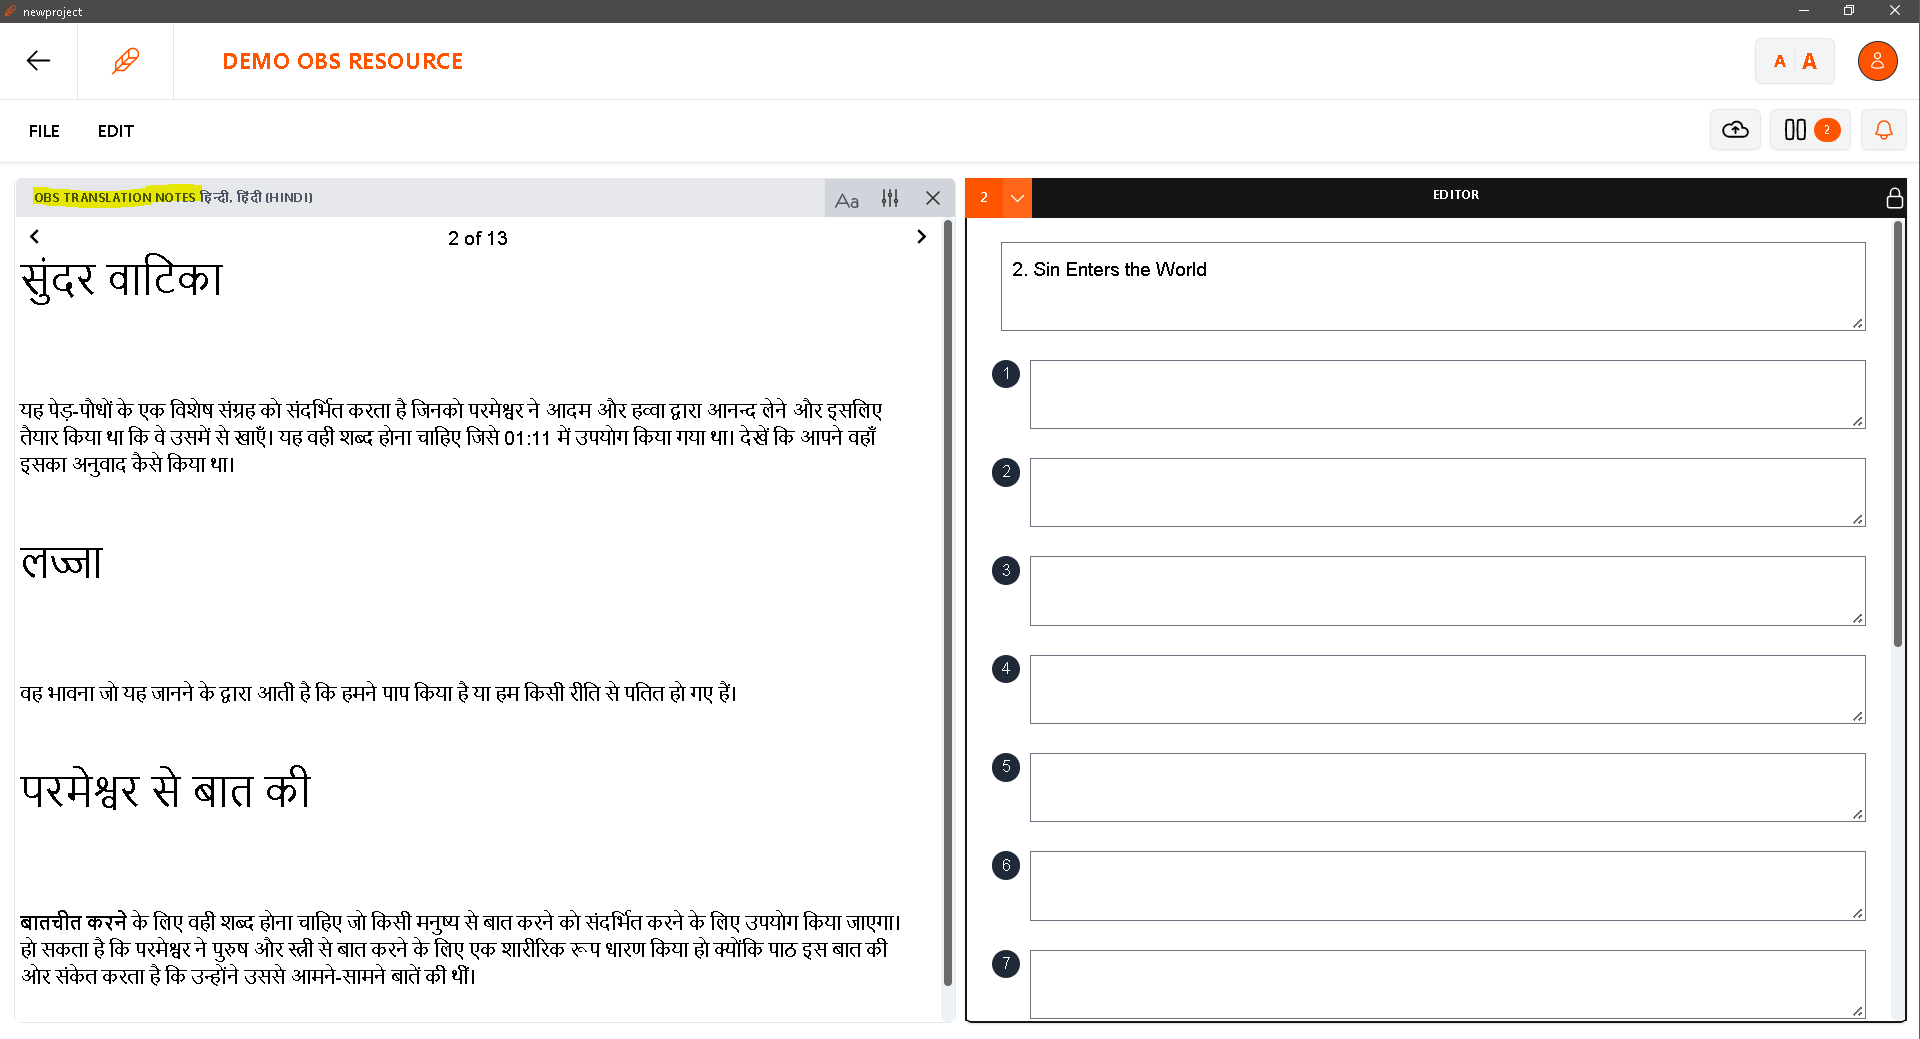 newproject
DEMO OBS RESOURCE
A A
FILE EDIT
2
OBS TRANSLATION NOTES हिन्दी, हिंदी (HINDI)
Aa
2 of 13
सुंदर वाटिका
यह पेड़-पौधों के एक विशेष संग्रह को संदर्भित करता है जिनको परमेश्वर ने आदम और हव्वा द्वारा आनन्द लेने और इसलिए
तैयार किया था कि वे उसमें से खाएँ। यह वही शब्द होना चाहिए जिसे 01:11 में उपयोग किया गया था। देखें कि आपने वहाँ
इसका अनुवाद कैसे किया था।
लज्जा
वह भावना जो यह जानने के द्वारा आती है कि हमने पाप किया है या हम किसी रीति से पतित हो गए हैं।
परमेश्वर से बात की
बातचीत करने के लिए वही शब्द होना चाहिए जो किसी मनुष्य से बात करने को संदर्भित करने के लिए उपयोग किया जाएगा।
हो सकता है कि परमेश्वर ने पुरुष और स्त्री से बात करने के लिए एक शारीरिक रूप धारण किया हो क्योंकि पाठ इस बात की
ओर संकेत करता है कि उन्होंने उससे आमने-सामने बातें की थीं।
2
EDITOR
2. Sin Enters the World
1
2
3
4
5
6
7